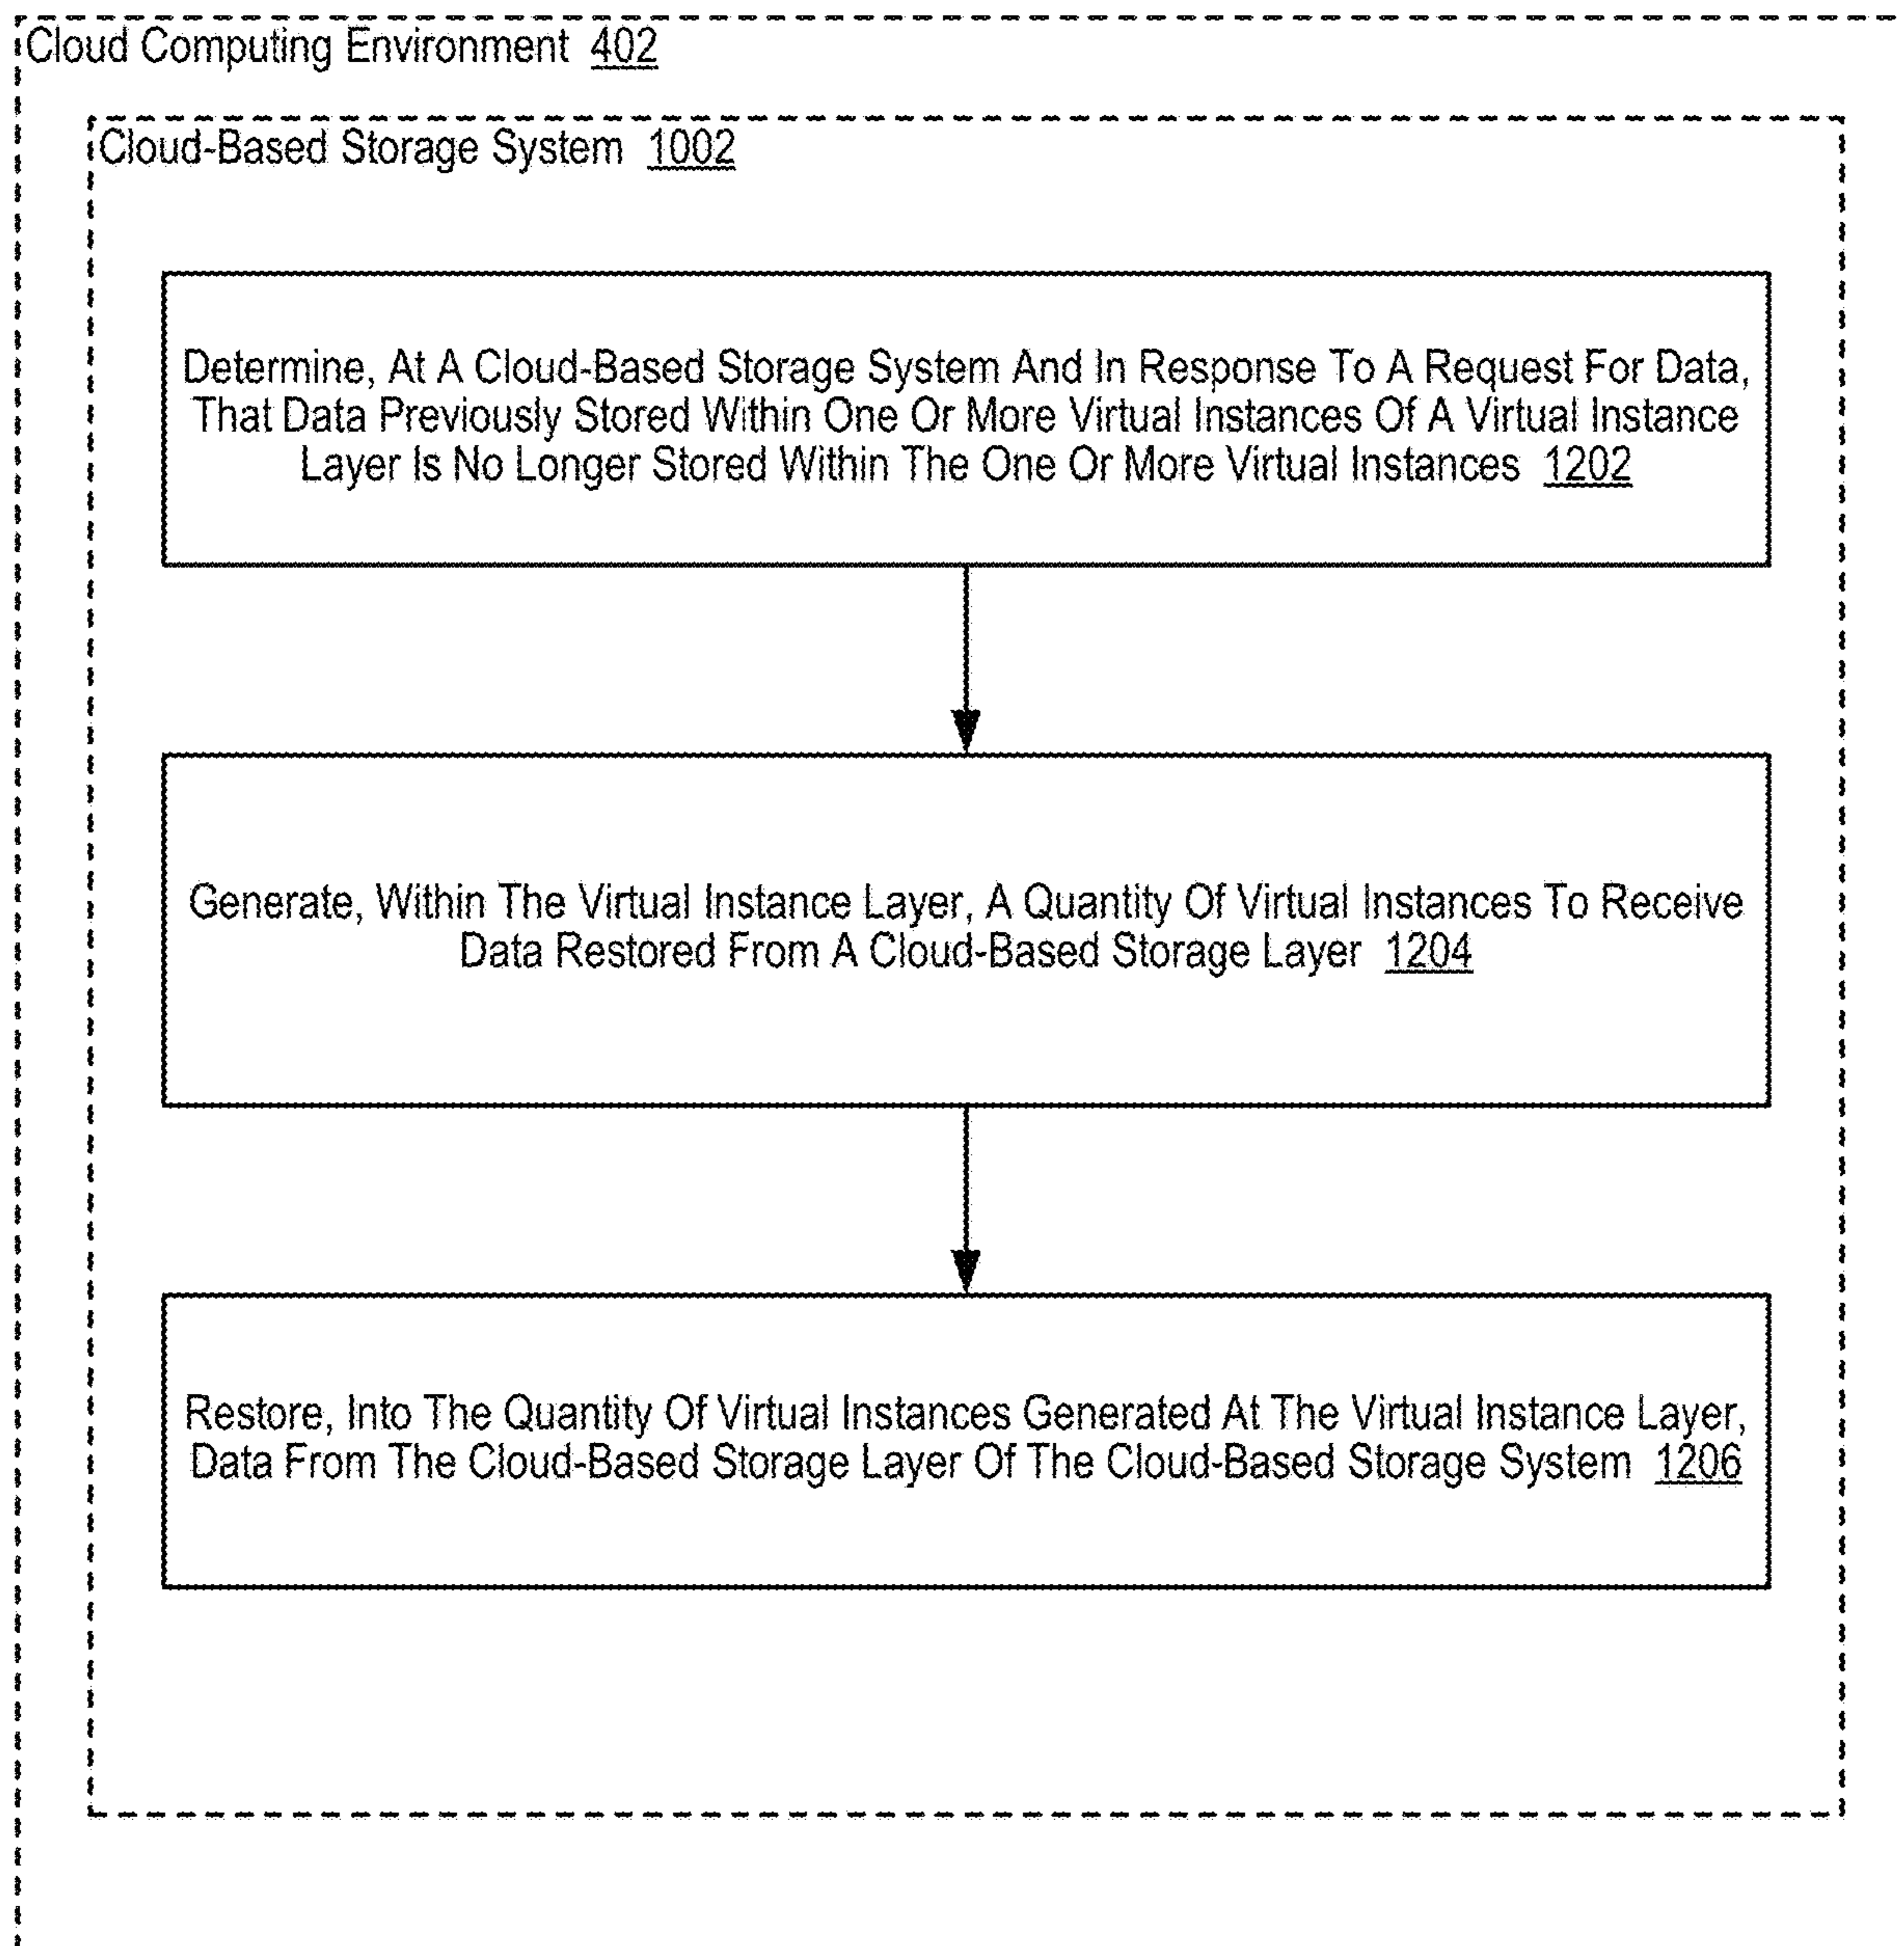 Cloud Computing Environment 402
Cloud-Based Storage System 1002
Determine, At A Cloud-Based Storage System And In Response To A Request For Data,
That Data Previously Stored Within One Or More Virtual Instances Of A Virtual Instance
Layer Is No Longer Stored Within The One Or More Virtual Instances 1202
Generate, Within The Virtual Instance Layer, A Quantity Of Virtual Instances To Receive
Data Restored From A Cloud-Based Storage Layer 1204
Restore, Into The Quantity Of Virtual Instances Generated At The Virtual Instance Layer,
Data From The Cloud-Based Storage Layer Of The Cloud-Based Storage System 1206